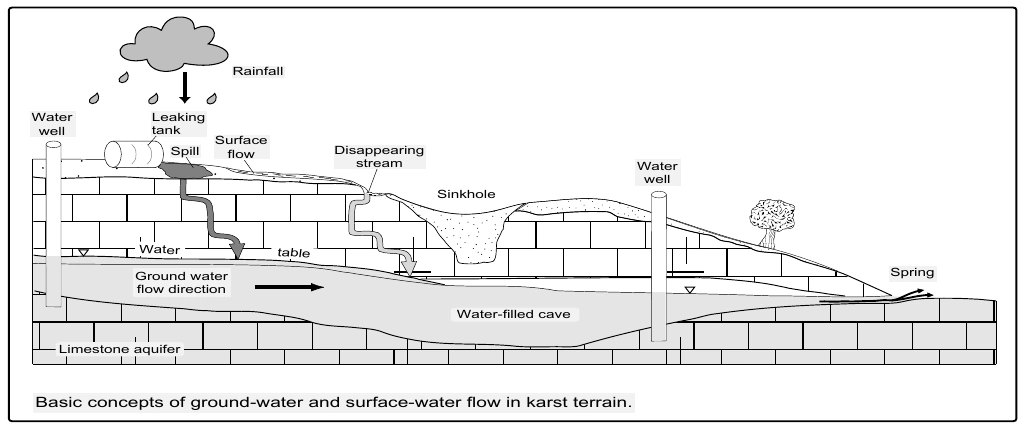 Rainfall
Water
well
Leaking
tank
Spill
Surface
flow
Disappearing
stream
Sinkhole
Water
well
Water table
Ground water
flow direction
Spring
Water-filled cave
Limestone aquifer
Basic concepts of ground-water and surface-water flow in karst terrain.